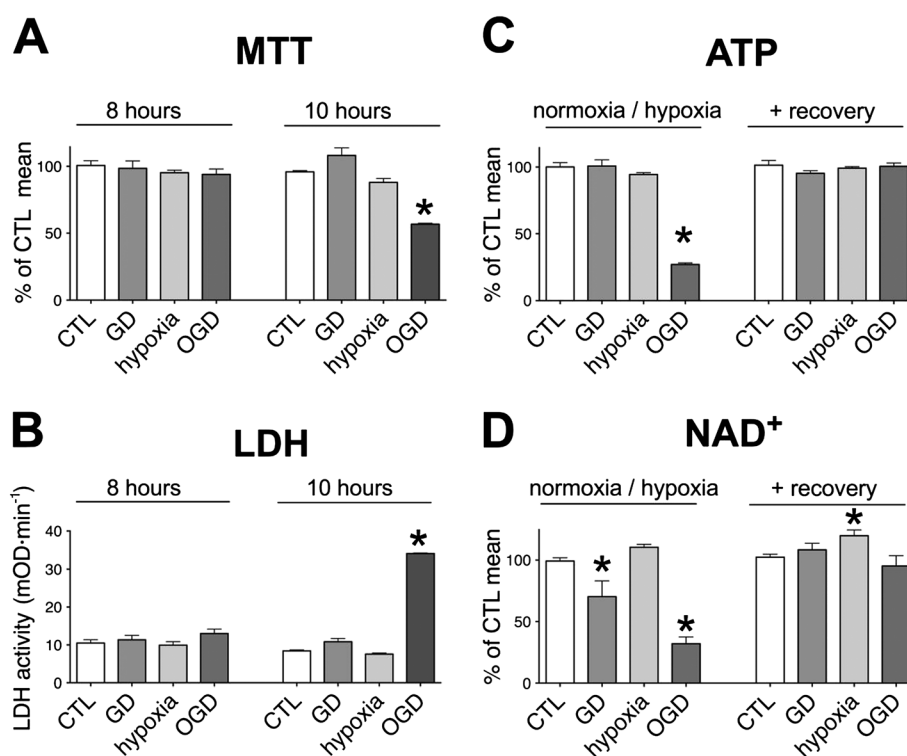 A
MTT
8 hours
10 hours
% of CTL mean
100
50
0
*
CTL
GD
hypoxia
OGD
CTL
GD
hypoxia
OGD
B
LDH
8 hours
10 hours
LDH activity (mOD·min⁻¹)
40
30
20
10
0
*
CTL
GD
hypoxia
OGD
CTL
GD
hypoxia
OGD
C
ATP
normoxia / hypoxia
+ recovery
% of CTL mean
100
50
0
*
CTL
GD
hypoxia
OGD
CTL
GD
hypoxia
OGD
D
NAD⁺
normoxia / hypoxia
+ recovery
% of CTL mean
100
50
0
*
*
*
CTL
GD
hypoxia
OGD
CTL
GD
hypoxia
OGD